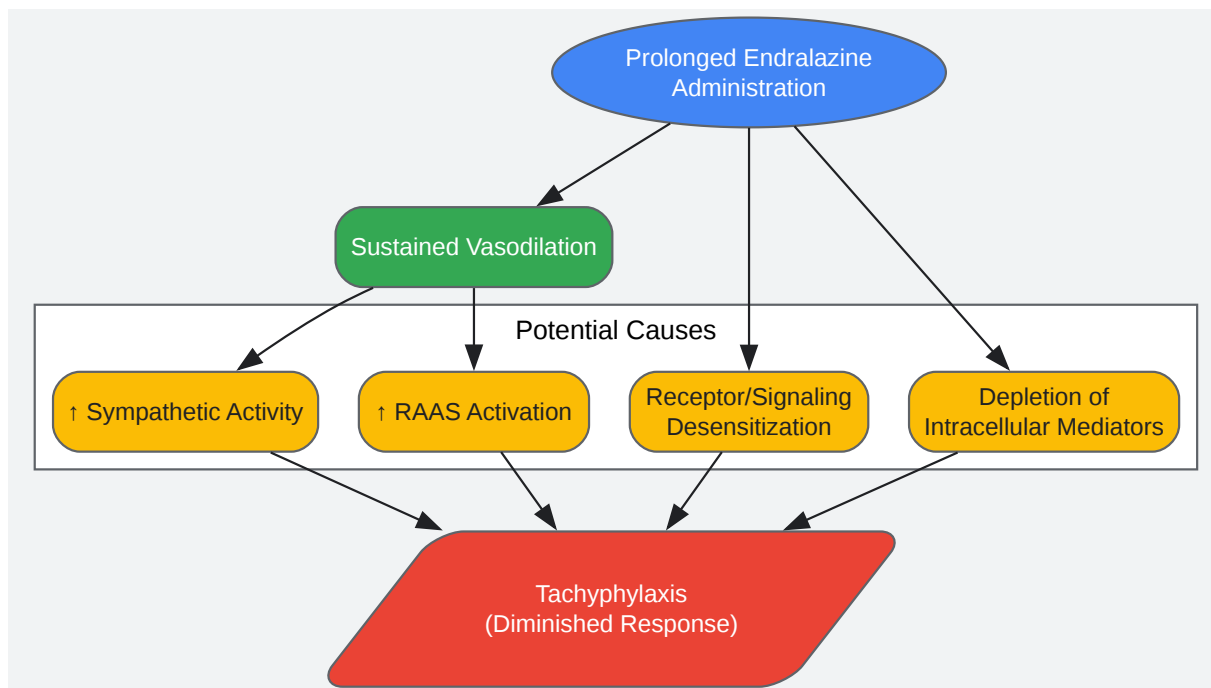 Prolonged Endralazine
Administration
Sustained Vasodilation
Potential Causes
↑ Sympathetic Activity
↑ RAAS Activation
Receptor/Signaling
Desensitization
Depletion of
Intracellular Mediators
Tachyphylaxis
(Diminished Response)